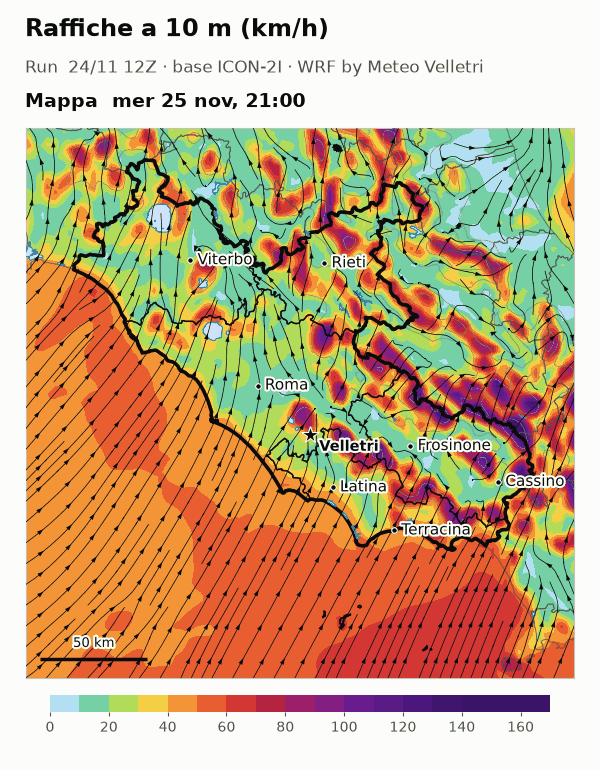 Raffiche a 10 m (km/h)
Run 24/11 12Z · base ICON-2I · WRF by Meteo Velletri
Mappa mer 25 nov, 21:00
Viterbo
Rieti
Roma
Velletri
Frosinone
Cassino
Latina
Terracina
50 km
0 20 40 60 80 100 120 140 160